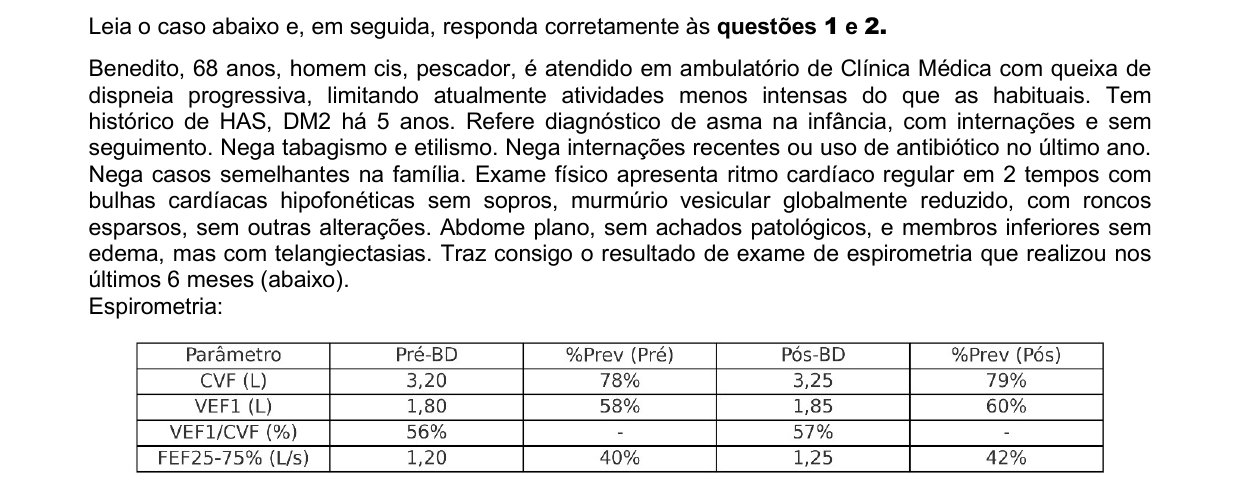 Leia o caso abaixo e, em seguida, responda corretamente às questões 1 e 2.
Benedito, 68 anos, homem cis, pescador, é atendido em ambulatório de Clínica Médica com queixa de
dispneia progressiva, limitando atualmente atividades menos intensas do que as habituais. Tem
histórico de HAS, DM2 há 5 anos. Refere diagnóstico de asma na infância, com internações e sem
seguimento. Nega tabagismo e etilismo. Nega internações recentes ou uso de antibiótico no último ano.
Nega casos semelhantes na família. Exame físico apresenta ritmo cardíaco regular em 2 tempos com
bulhas cardíacas hipofonéticas sem sopros, murmúrio vesicular globalmente reduzido, com roncos
esparsos, sem outras alterações. Abdome plano, sem achados patológicos, e membros inferiores sem
edema, mas com telangiectasias. Traz consigo o resultado de exame de espirometria que realizou nos
últimos 6 meses (abaixo).
Espirometria:
Parâmetro Pré-BD %Prev (Pré) Pós-BD %Prev (Pós)
CVF (L) 3,20 78% 3,25 79%
VEF1 (L) 1,80 58% 1,85 60%
VEF1/CVF (%) 56% - 57% -
FEF25-75% (L/s) 1,20 40% 1,25 42%